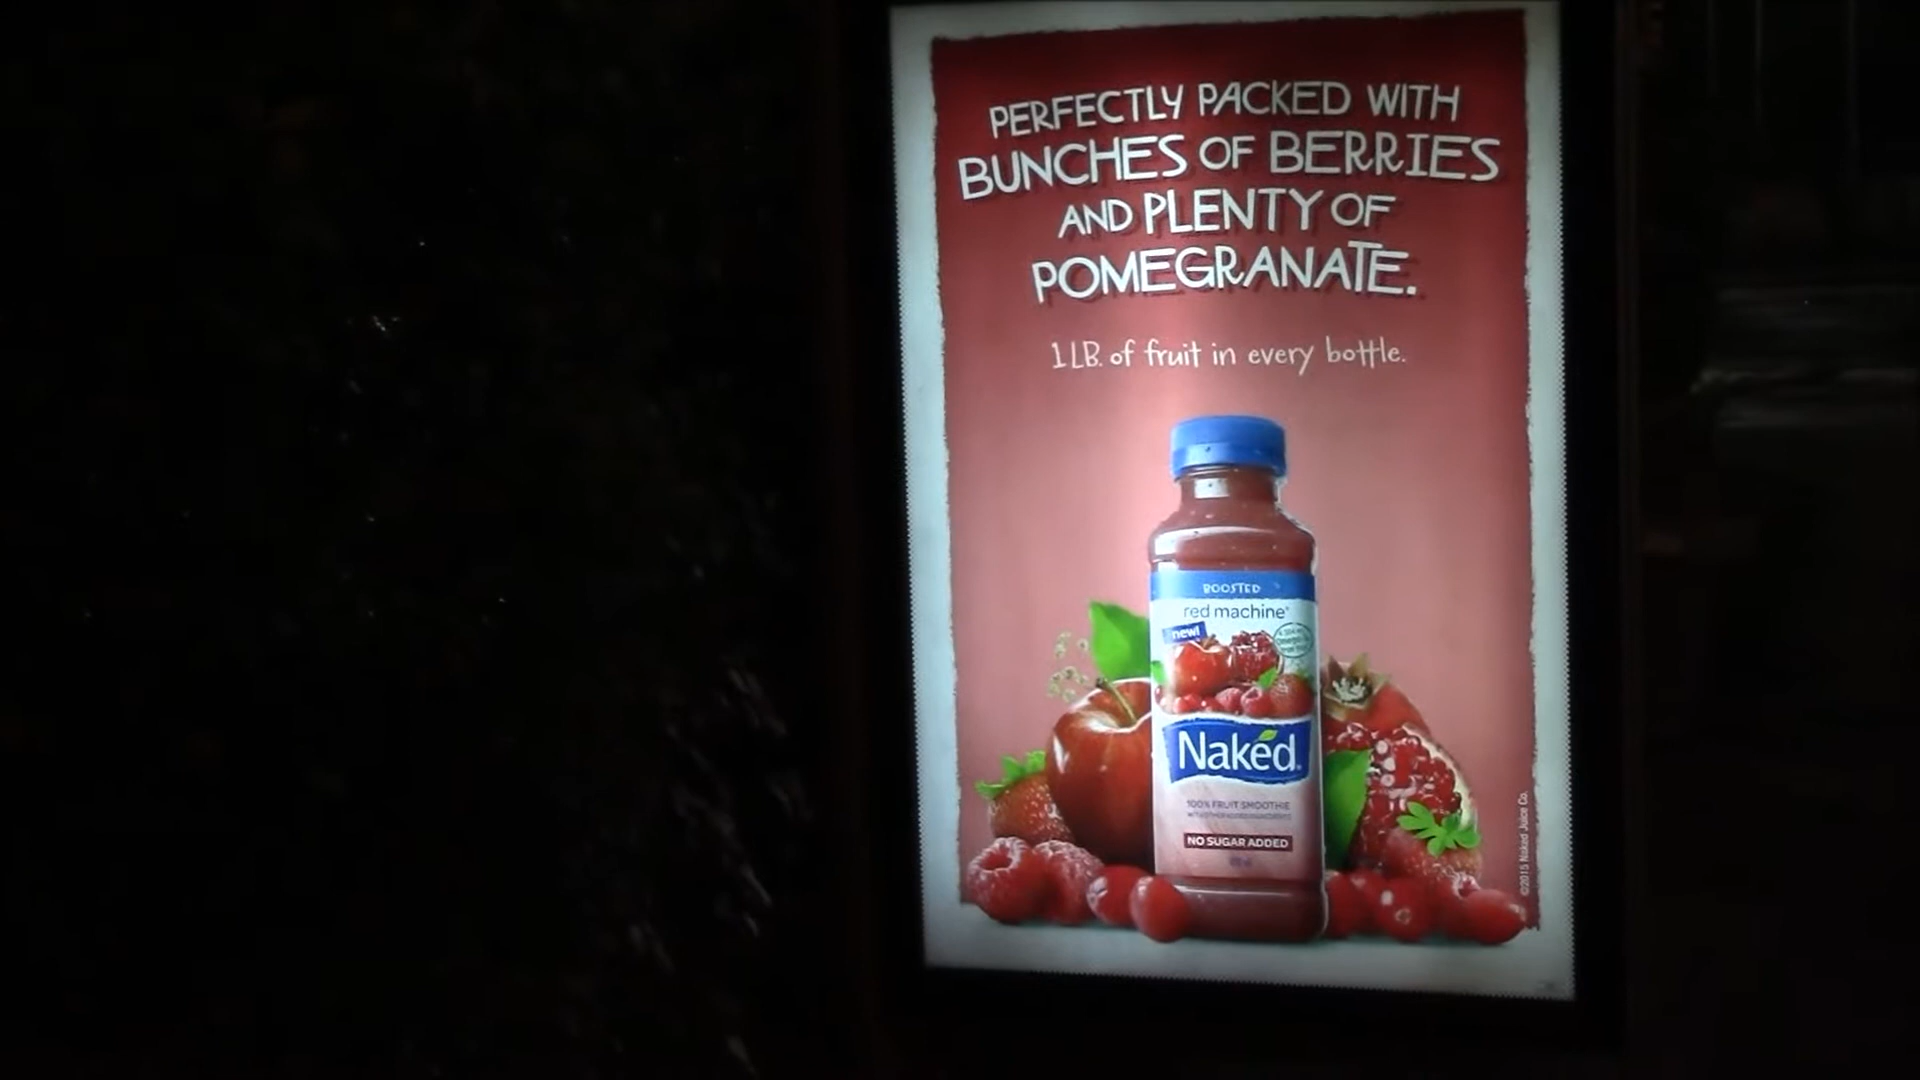 PERFECTLY PACKED WITH
BUNCHES OF BERRIES
AND PLENTY OF
POMEGRANATE.
1 LB. of fruit in every bottle.
BOOSTED
red machine®
new!
Naked
100% FRUIT SMOOTHIE
NO SUGAR ADDED
©2015 Naked Juice Co.